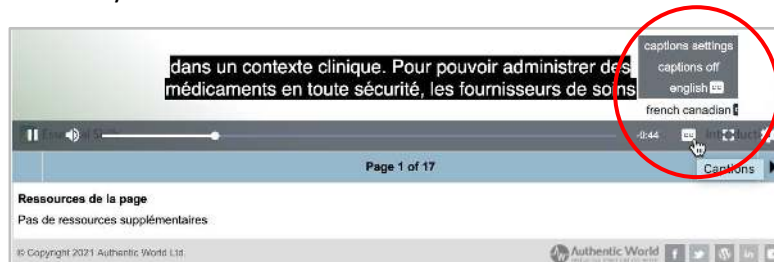 captions settings
captions off
english cc
french canadian
dans un contexte clinique. Pour pouvoir administrer des
médicaments en toute sécurité, les fournisseurs de soins
-0:44
Page 1 of 17
Captions
Ressources de la page
Pas de ressources supplémentaires
© Copyright 2021 Authentic World Ltd.
Authentic World